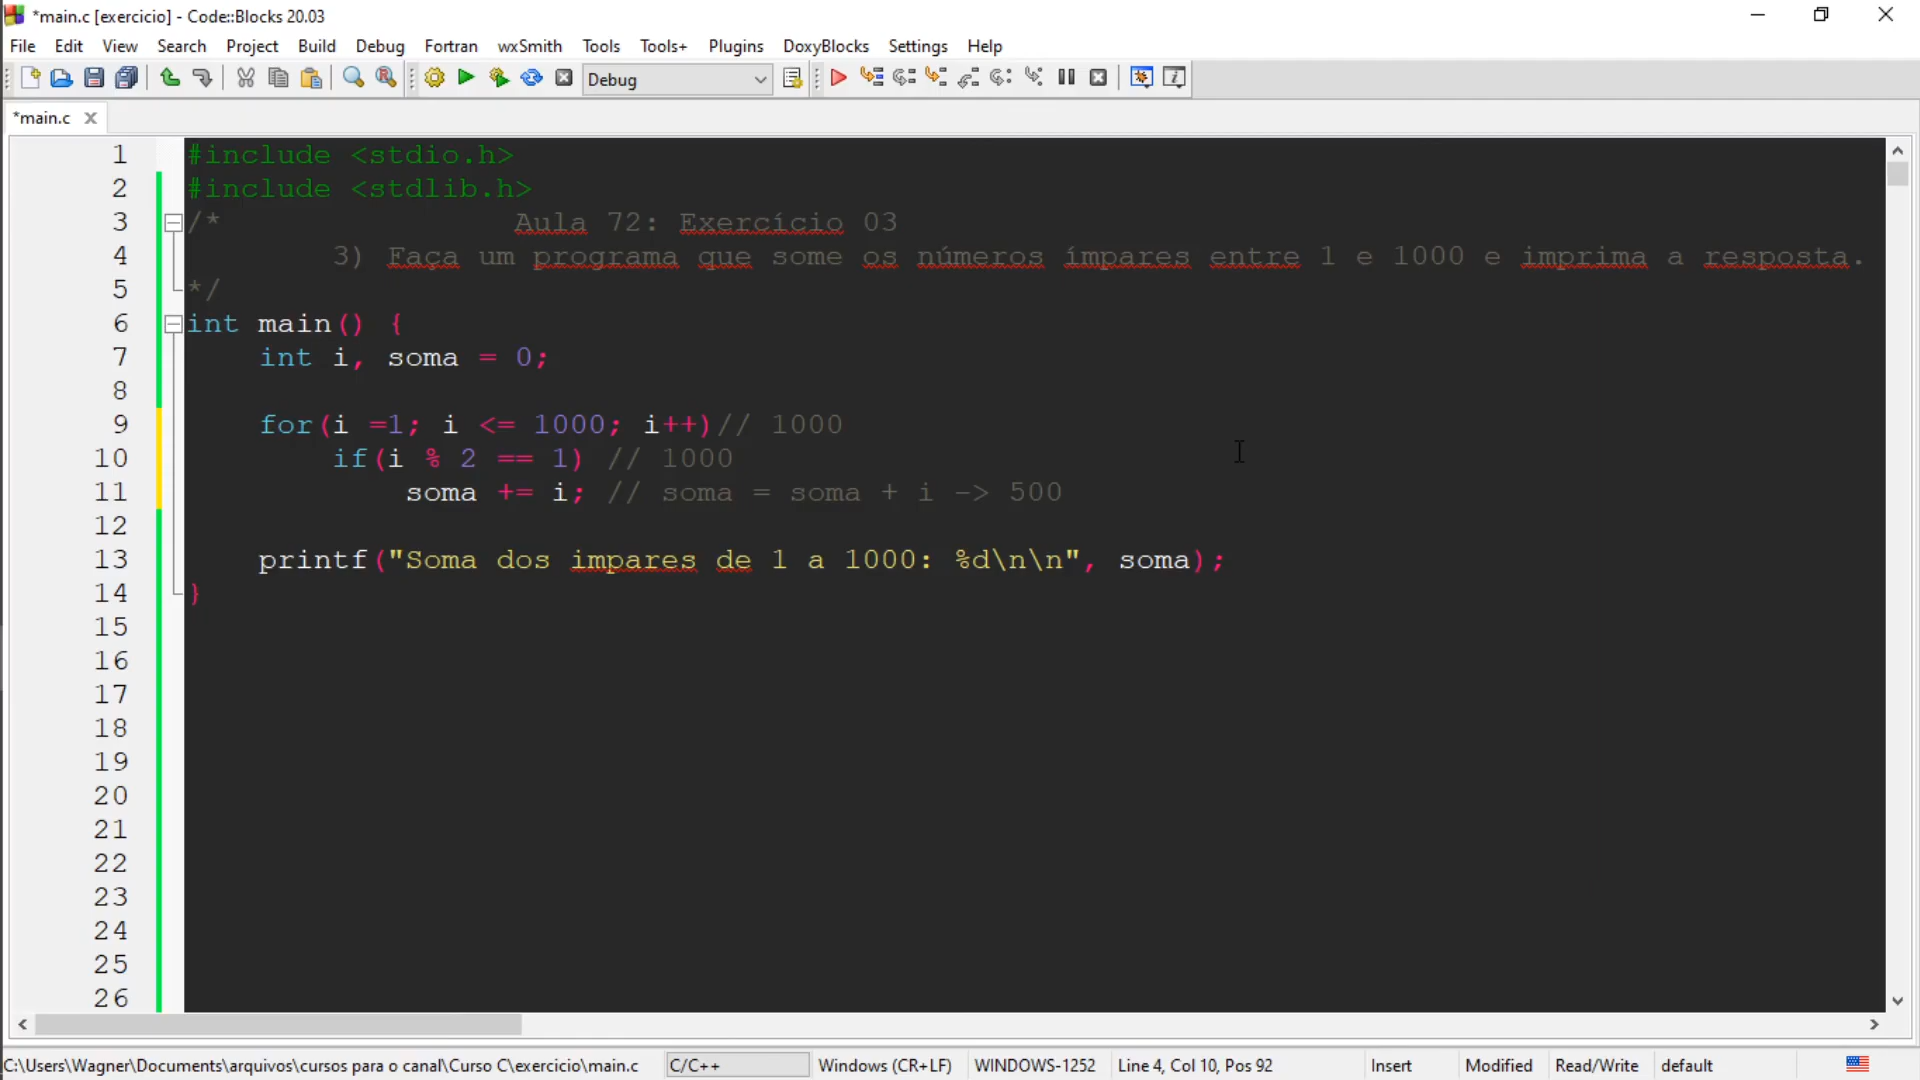 *main.c [exercicio] - Code::Blocks 20.03
File Edit View Search Project Build Debug Fortran wxSmith Tools Tools+ Plugins DoxyBlocks Settings Help
Debug
*main.c
1 #include <stdio.h>
2 #include <stdlib.h>
3 /* Aula 72: Exercício 03
4 3) Faça um programa que some os números ímpares entre 1 e 1000 e imprima a resposta.
5 */
6 int main() {
7 int i, soma = 0;
8
9 for(i =1; i <= 1000; i++)// 1000
10 if(i % 2 == 1) // 1000
11 soma += i; // soma = soma + i -> 500
12
13 printf("Soma dos impares de 1 a 1000: %d\n\n", soma);
14 }
15
16
17
18
19
20
21
22
23
24
25
26
C:\Users\Wagner\Documents\arquivos\cursos para o canal\Curso C\exercicio\main.c C/C++ Windows (CR+LF) WINDOWS-1252 Line 4, Col 10, Pos 92 Insert Modified Read/Write default